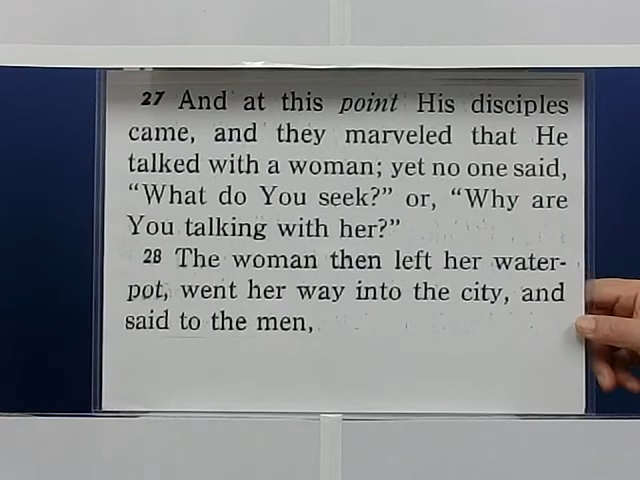 27 And at this point His disciples
came, and they marveled that He
talked with a woman; yet no one said,
“What do You seek?” or, “Why are
You talking with her?”
28 The woman then left her water-
pot, went her way into the city, and
said to the men,